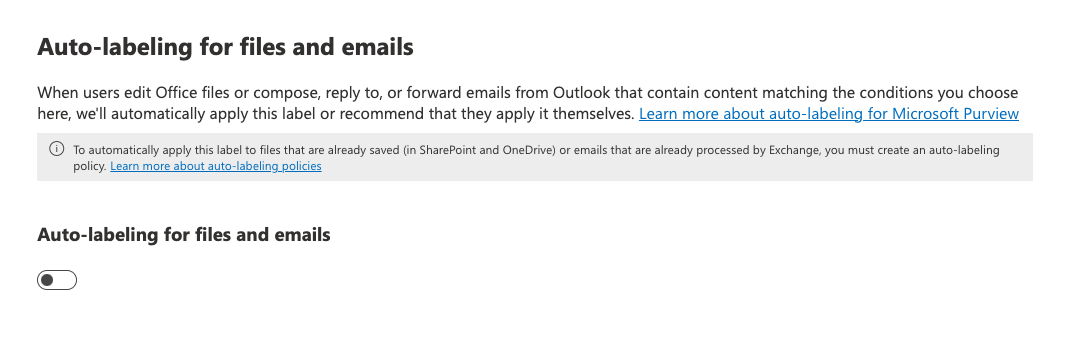 Auto-labeling for files and emails
When users edit Office files or compose, reply to, or forward emails from Outlook that contain content matching the conditions you choose
here, we'll automatically apply this label or recommend that they apply it themselves. Learn more about auto-labeling for Microsoft Purview
To automatically apply this label to files that are already saved (in SharePoint and OneDrive) or emails that are already processed by Exchange, you must create an auto-labeling
policy. Learn more about auto-labeling policies
Auto-labeling for files and emails